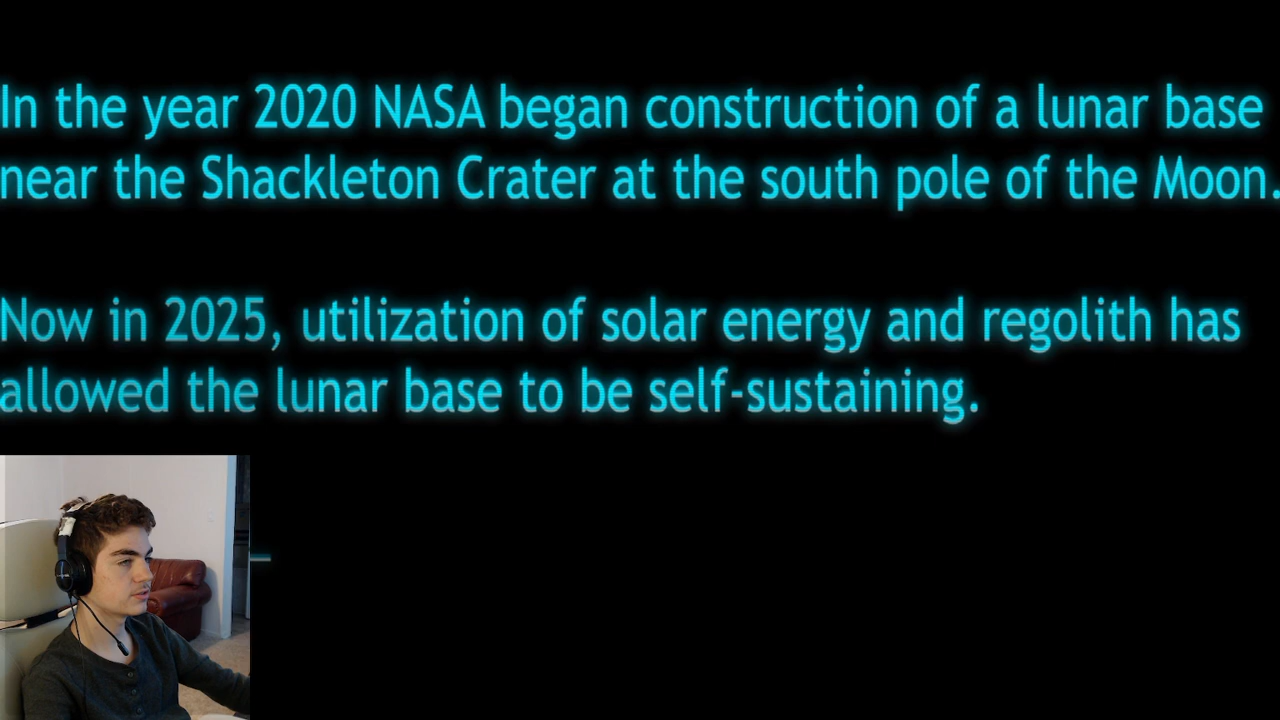 In the year 2020 NASA began construction of a lunar base
near the Shackleton Crater at the south pole of the Moon.
Now in 2025, utilization of solar energy and regolith has
allowed the lunar base to be self-sustaining.